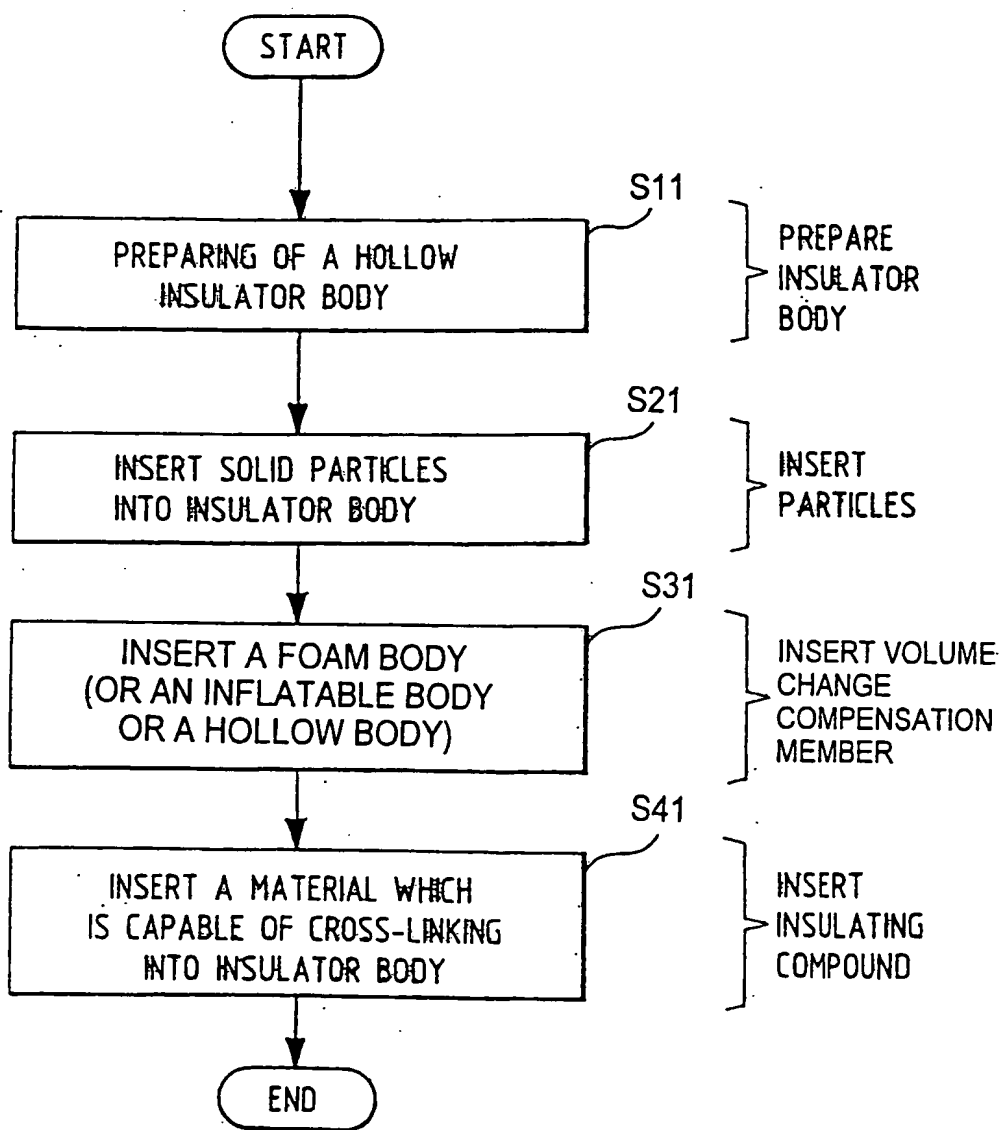 START
S11
PREPARING OF A HOLLOW
INSULATOR BODY
PREPARE
INSULATOR
BODY
S21
INSERT SOLID PARTICLES
INTO INSULATOR BODY
INSERT
PARTICLES
S31
INSERT A FOAM BODY
(OR AN INFLATABLE BODY
OR A HOLLOW BODY)
INSERT VOLUME
CHANGE
COMPENSATION
MEMBER
S41
INSERT A MATERIAL WHICH
IS CAPABLE OF CROSS-LINKING
INTO INSULATOR BODY
INSERT
INSULATING
COMPOUND
END